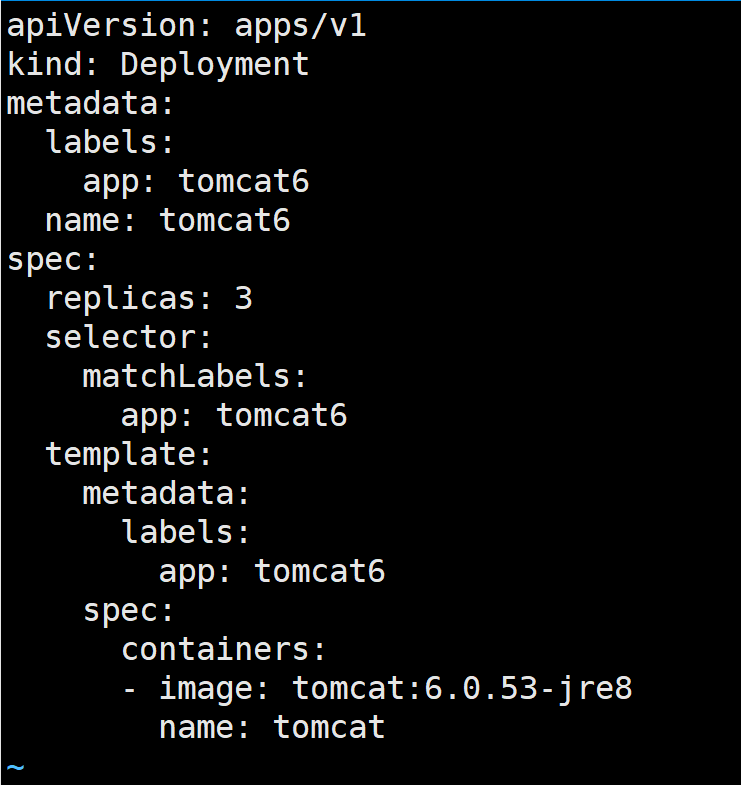 apiVersion: apps/v1
kind: Deployment
metadata:
  labels:
    app: tomcat6
  name: tomcat6
spec:
  replicas: 3
  selector:
    matchLabels:
      app: tomcat6
  template:
    metadata:
      labels:
        app: tomcat6
    spec:
      containers:
      - image: tomcat:6.0.53-jre8
        name: tomcat
~